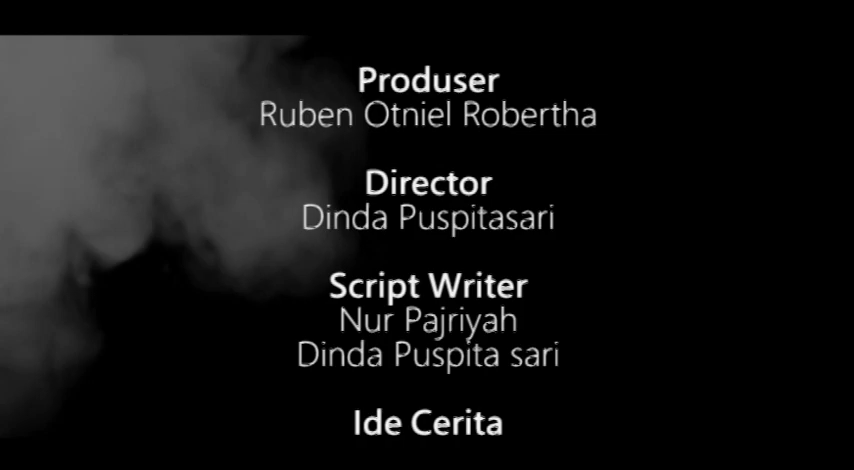 Produser
Ruben Otniel Robertha
Director
Dinda Puspitasari
Script Writer
Nur Pajriyah
Dinda Puspita sari
Ide Cerita